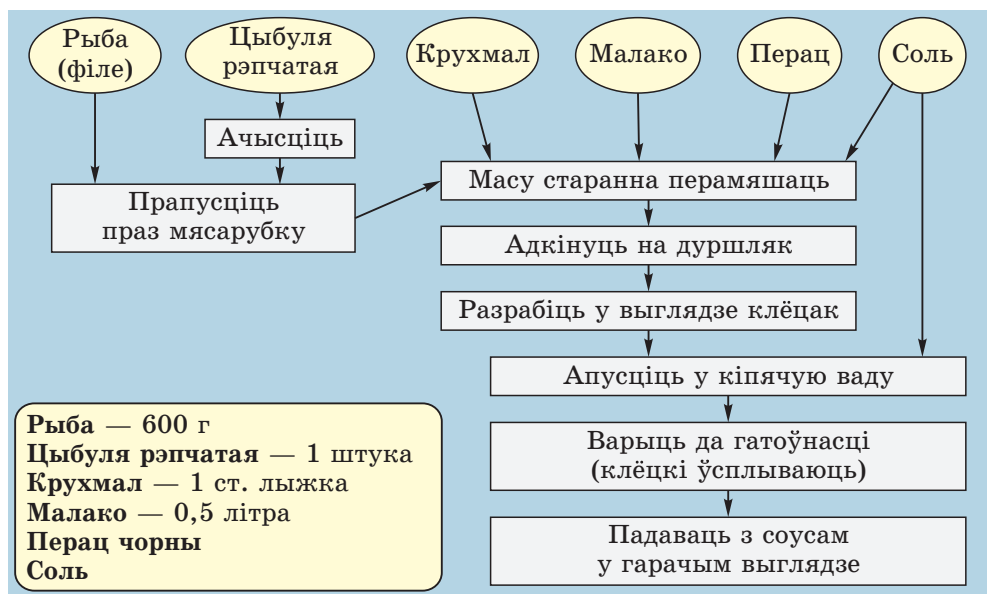 Рыба
(філе)
Цыбуля
рэпчатая
Крухмал
Малако
Перац
Соль
Ачысціць
Прапусціць
праз мясарубку
Масу старанна перамяшаць
Адкінуць на дуршляк
Разрабіць у выглядзе клёцак
Апусціць у кіпячую ваду
Варыць да гатоўнасці
(клёцкі ўсплываюць)
Падаваць з соусам
у гарачым выглядзе
Рыба — 600 г
Цыбуля рэпчатая — 1 штука
Крухмал — 1 ст. лыжка
Малако — 0,5 літра
Перац чорны
Соль